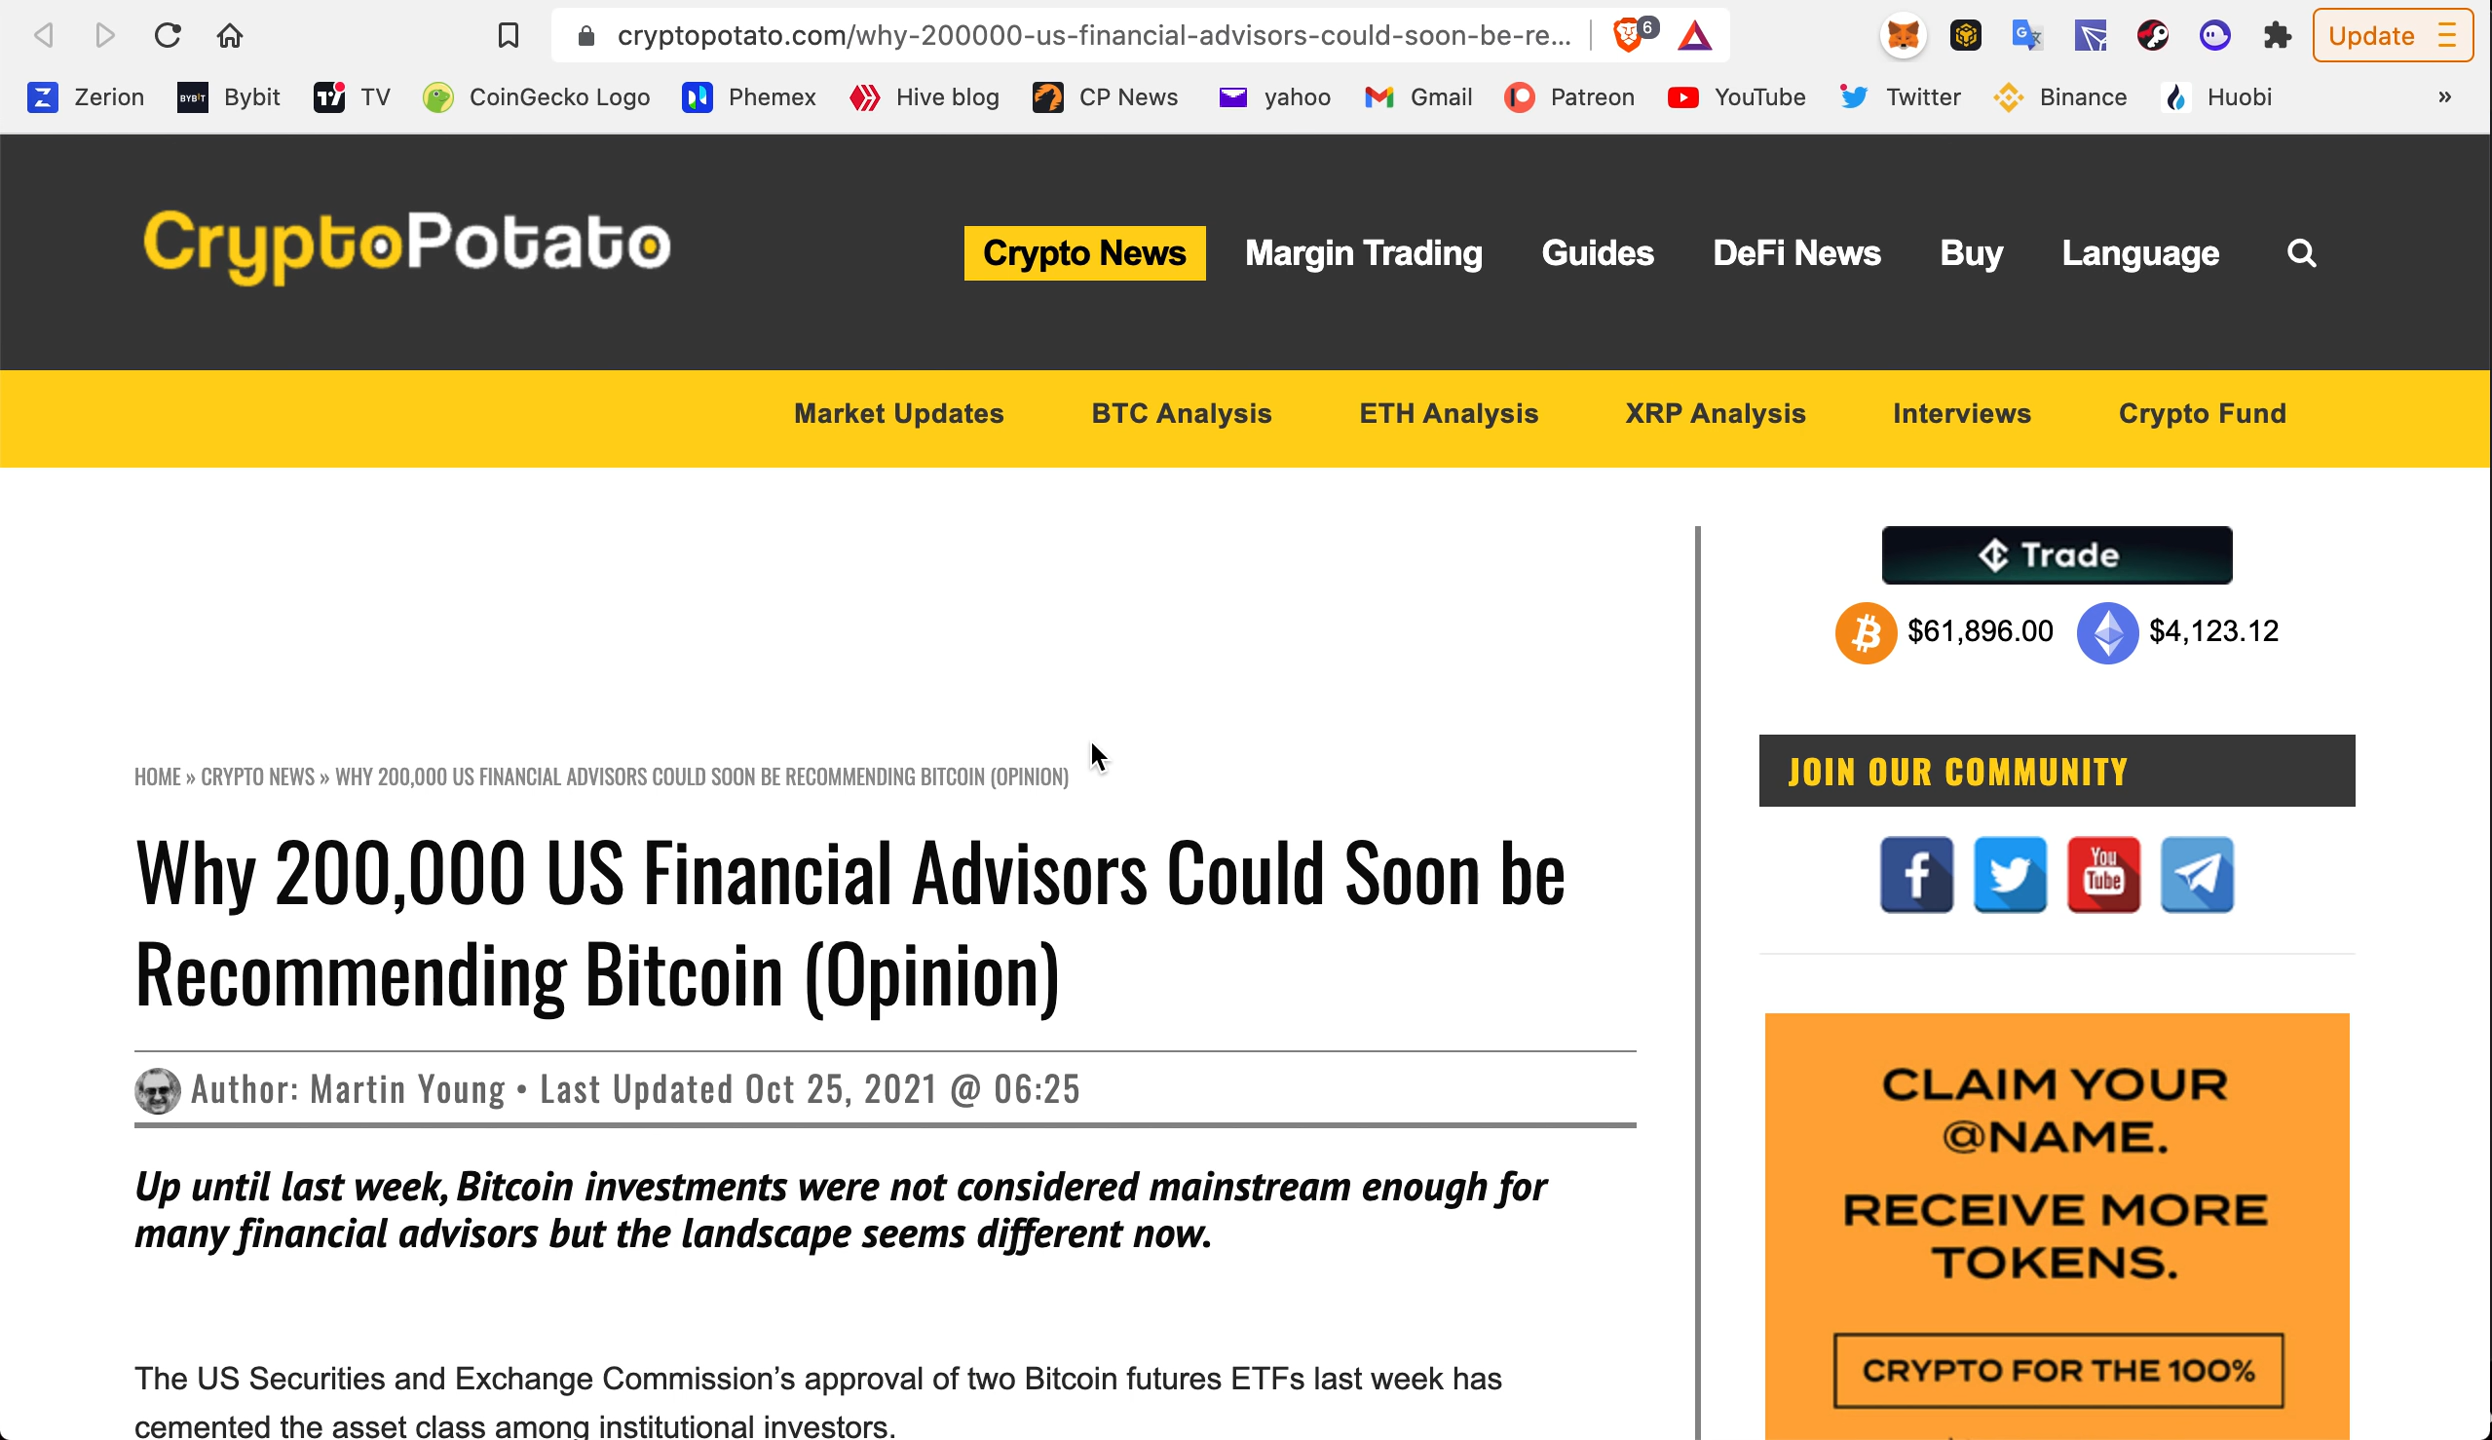 cryptopotato.com/why-200000-us-financial-advisors-could-soon-be-re...
6
Update
Zerion
BYBIT
Bybit
TV
CoinGecko Logo
Phemex
Hive blog
CP News
yahoo
Gmail
Patreon
YouTube
Twitter
Binance
Huobi
»
CryptoPotato
Crypto News
Margin Trading
Guides
DeFi News
Buy
Language
Market Updates
BTC Analysis
ETH Analysis
XRP Analysis
Interviews
Crypto Fund
Trade
$61,896.00
$4,123.12
HOME » CRYPTO NEWS » WHY 200,000 US FINANCIAL ADVISORS COULD SOON BE RECOMMENDING BITCOIN (OPINION)
Why 200,000 US Financial Advisors Could Soon be
Recommending Bitcoin (Opinion)
Author: Martin Young • Last Updated Oct 25, 2021 @ 06:25
Up until last week, Bitcoin investments were not considered mainstream enough for
many financial advisors but the landscape seems different now.
The US Securities and Exchange Commission’s approval of two Bitcoin futures ETFs last week has
cemented the asset class among institutional investors.
JOIN OUR COMMUNITY
You
Tube
CLAIM YOUR
@NAME.
RECEIVE MORE
TOKENS.
CRYPTO FOR THE 100%